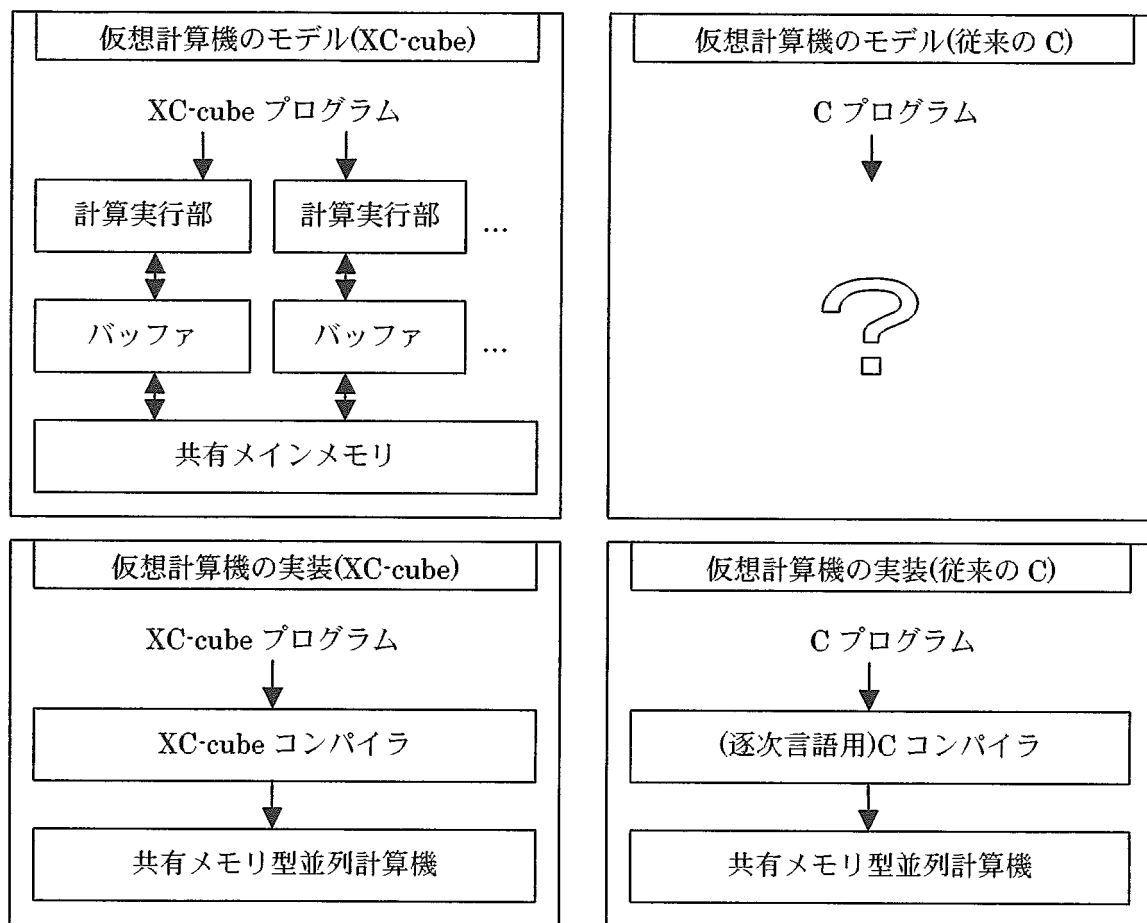 仮想計算機のモデル(XC-cube)
XC-cube プログラム
計算実行部
計算実行部
…
バッファ
バッファ
…
共有メインメモリ
仮想計算機のモデル(従来の C)
C プログラム
?
仮想計算機の実装(XC-cube)
XC-cube プログラム
XC-cube コンパイラ
共有メモリ型並列計算機
仮想計算機の実装(従来の C)
C プログラム
(逐次言語用)C コンパイラ
共有メモリ型並列計算機